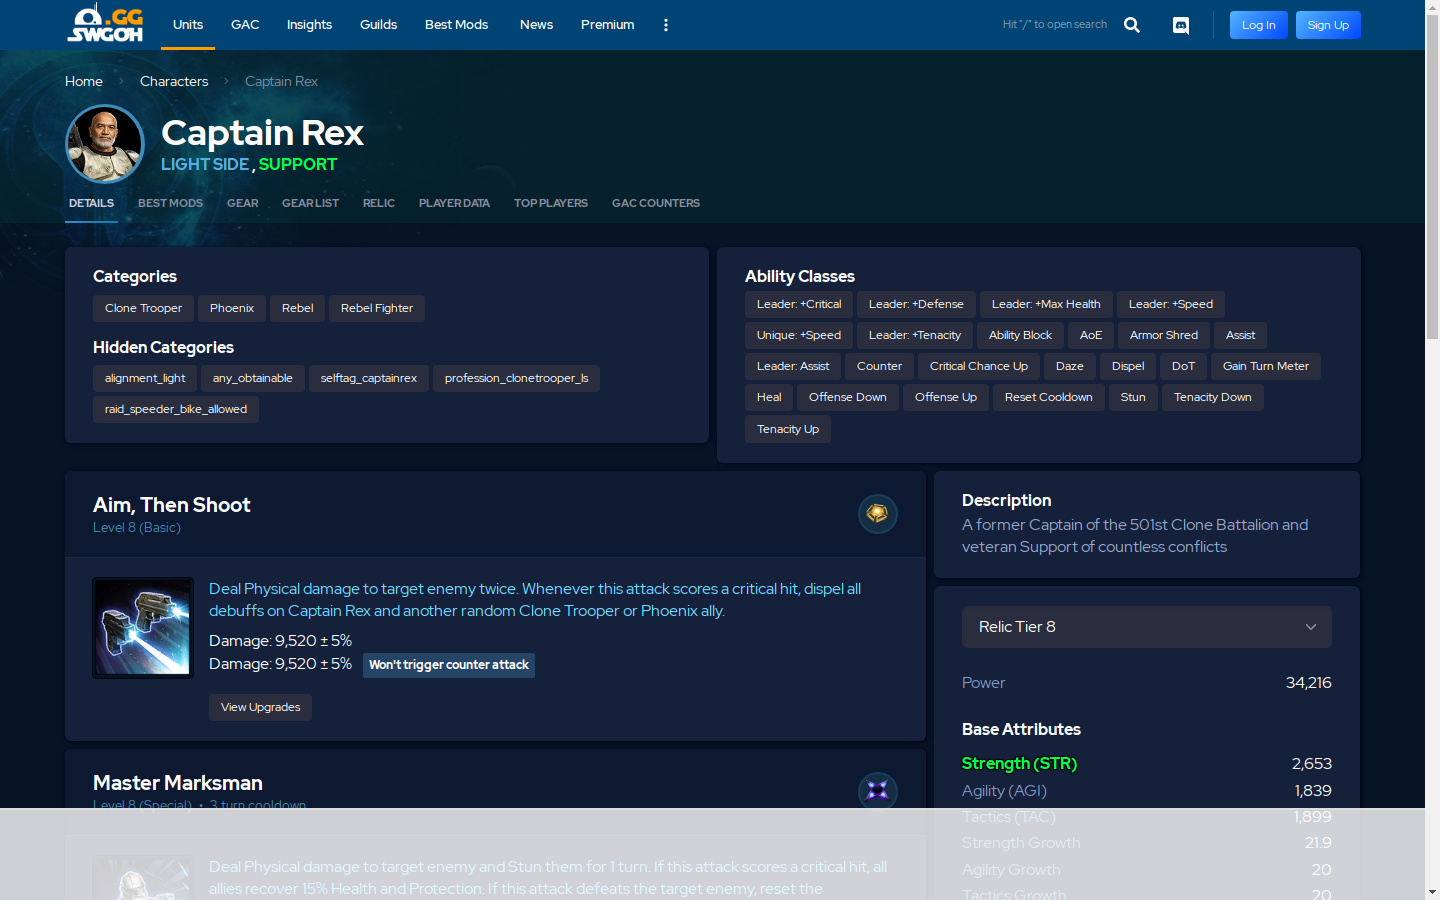 .GG
SWGOH
Units
GAC
Insights
Guilds
Best Mods
News
Premium
Hit "/" to open search
Log In
Sign Up
Home
Characters
Captain Rex
Captain Rex
LIGHT SIDE , SUPPORT
DETAILS
BEST MODS
GEAR
GEAR LIST
RELIC
PLAYER DATA
TOP PLAYERS
GAC COUNTERS
Categories
Clone Trooper
Phoenix
Rebel
Rebel Fighter
Hidden Categories
alignment_light
any_obtainable
selftag_captainrex
profession_clonetrooper_ls
raid_speeder_bike_allowed
Ability Classes
Leader: +Critical
Leader: +Defense
Leader: +Max Health
Leader: +Speed
Unique: +Speed
Leader: +Tenacity
Ability Block
AoE
Armor Shred
Assist
Leader: Assist
Counter
Critical Chance Up
Daze
Dispel
DoT
Gain Turn Meter
Heal
Offense Down
Offense Up
Reset Cooldown
Stun
Tenacity Down
Tenacity Up
Aim, Then Shoot
Level 8 (Basic)
Deal Physical damage to target enemy twice. Whenever this attack scores a critical hit, dispel all
debuffs on Captain Rex and another random Clone Trooper or Phoenix ally.
Damage: 9,520 ± 5%
Damage: 9,520 ± 5% Won't trigger counter attack
View Upgrades
Master Marksman
Level 8 (Special) • 3 turn cooldown
Deal Physical damage to target enemy and Stun them for 1 turn. If this attack scores a critical hit, all
allies recover 15% Health and Protection. If this attack defeats the target enemy, reset the
Description
A former Captain of the 501st Clone Battalion and
veteran Support of countless conflicts
Relic Tier 8
Power 34,216
Base Attributes
Strength (STR) 2,653
Agility (AGI) 1,839
Tactics (TAC) 1,899
Strength Growth 21.9
Agility Growth 20
Tactics Growth 20